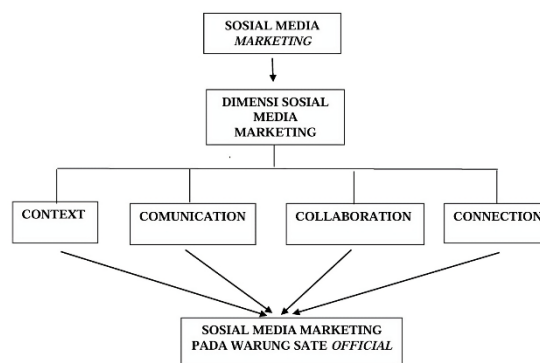 SOSIAL MEDIA
MARKETING
DIMENSI SOSIAL
MEDIA
MARKETING
CONTEXT
COMUNICATION
COLLABORATION
CONNECTION
SOSIAL MEDIA MARKETING
PADA WARUNG SATE OFFICIAL